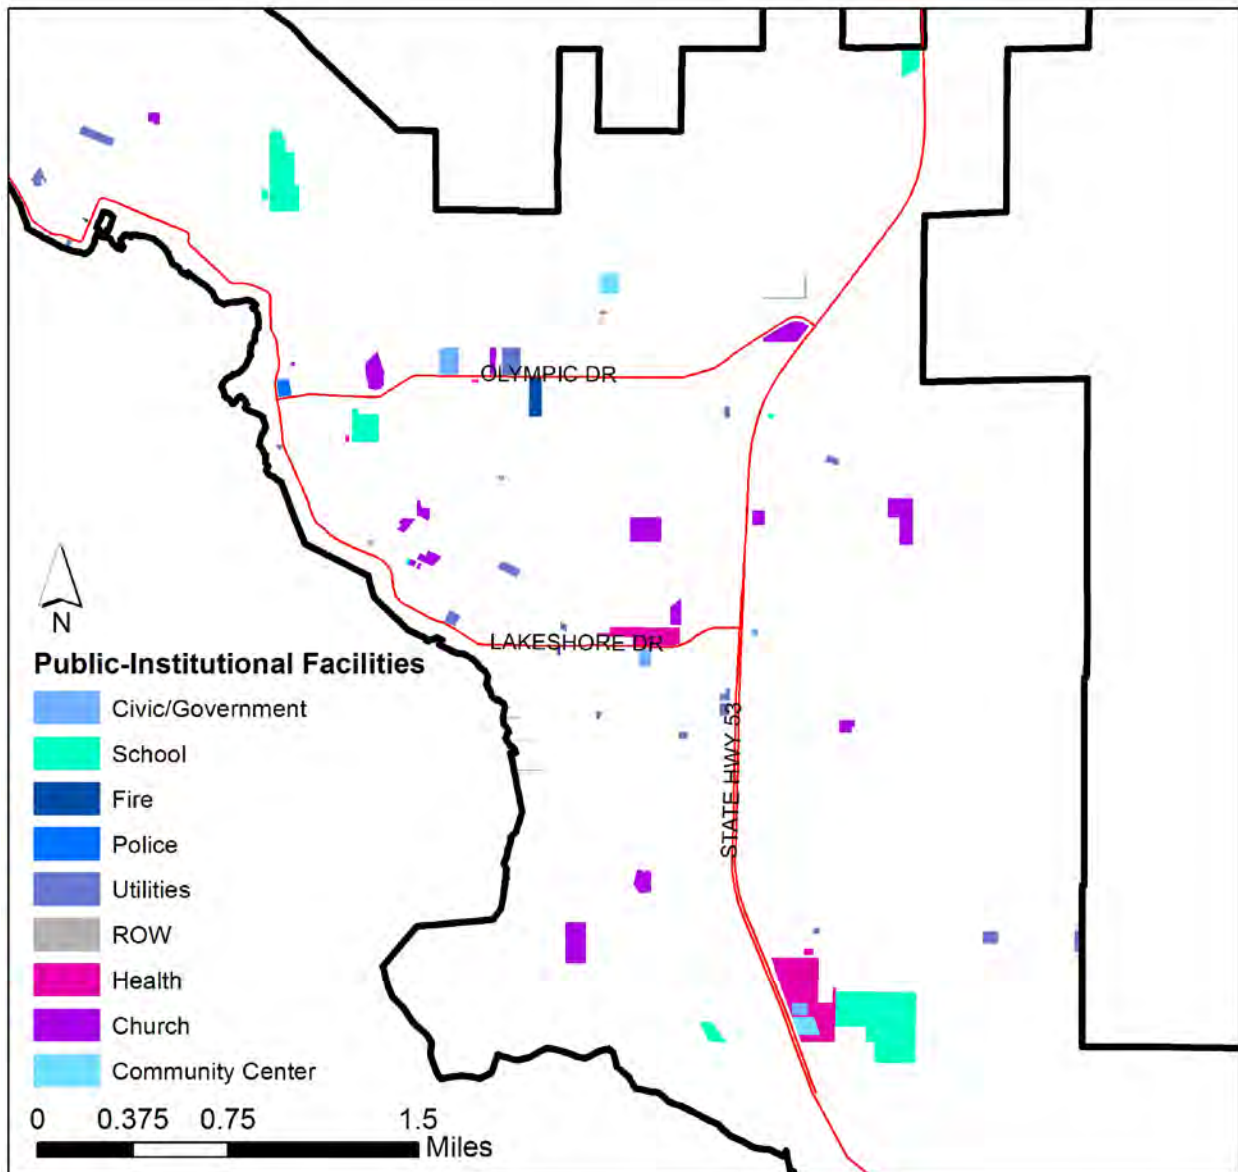 OLYMPIC DR
N
LAKESHORE DR
Public-Institutional Facilities
Civic/Government
School
STATE HWY 53
Fire
Police
Utilities
ROW
Health
Church
Community Center
0 0.375 0.75 1.5
Miles